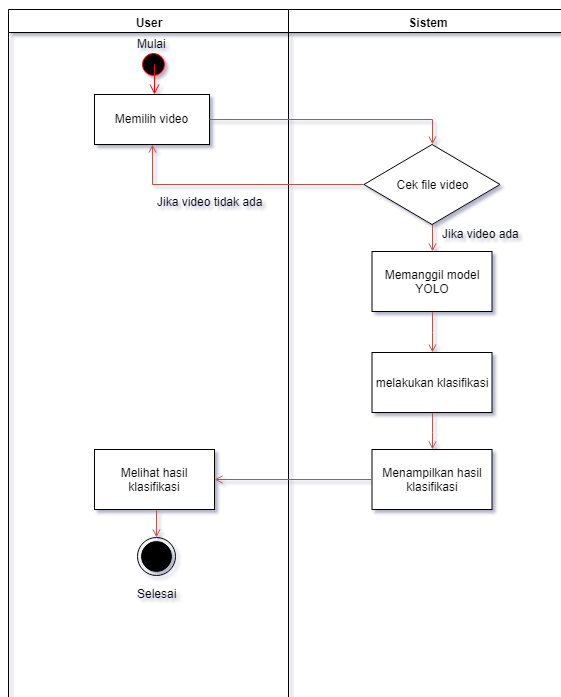 User
Sistem
Mulai
Memilih video
Cek file video
Jika video tidak ada
Jika video ada
Memanggil model
YOLO
melakukan klasifikasi
Menampilkan hasil
klasifikasi
Melihat hasil
klasifikasi
Selesai